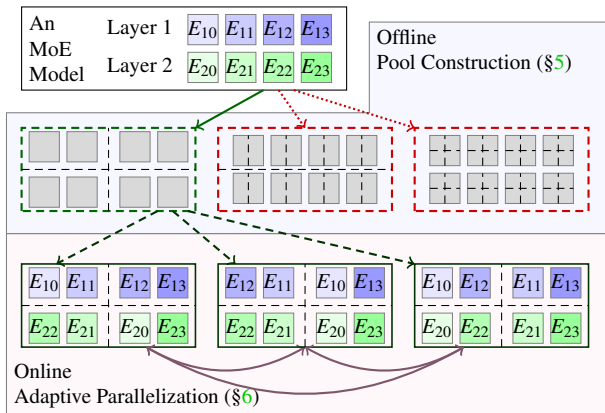 An
MoE
Model
Layer 1 E10 E11 E12 E13
Layer 2 E20 E21 E22 E23
Offline
Pool Construction (§5)
E10 E11 E12 E13 E12 E11 E10 E13 E10 E12 E11 E13
E22 E21 E20 E23 E22 E21 E20 E23 E20 E22 E21 E23
Online
Adaptive Parallelization (§6)